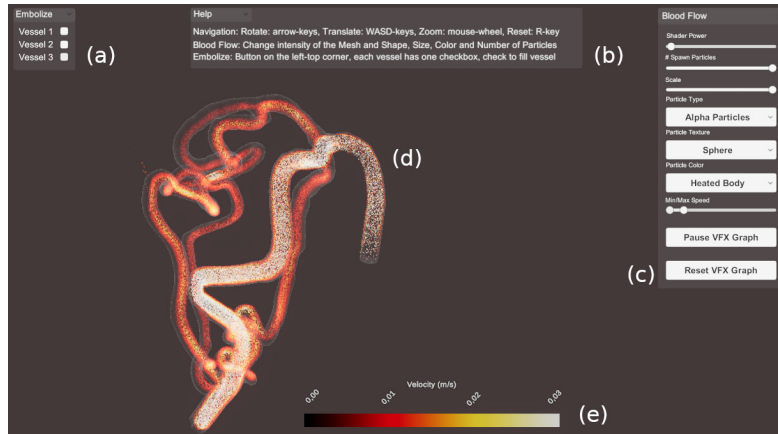 Embolize
Vessel 1
Vessel 2
Vessel 3
(a)
Help
Navigation: Rotate: arrow-keys, Translate: WASD-keys, Zoom: mouse-wheel, Reset: R-key
Blood Flow: Change intensity of the Mesh and Shape, Size, Color and Number of Particles
Embolize: Button on the left-top corner, each vessel has one checkbox, check to fill vessel
(b)
Blood Flow
Shader Power
# Spawn Particles
Scale
Particle Type
Alpha Particles
Particle Texture
Sphere
Particle Color
Heated Body
Min/Max Speed
Pause VFX Graph
Reset VFX Graph
(c)
(d)
Velocity (m/s)
0,00 0,01 0,02 0,03
(e)